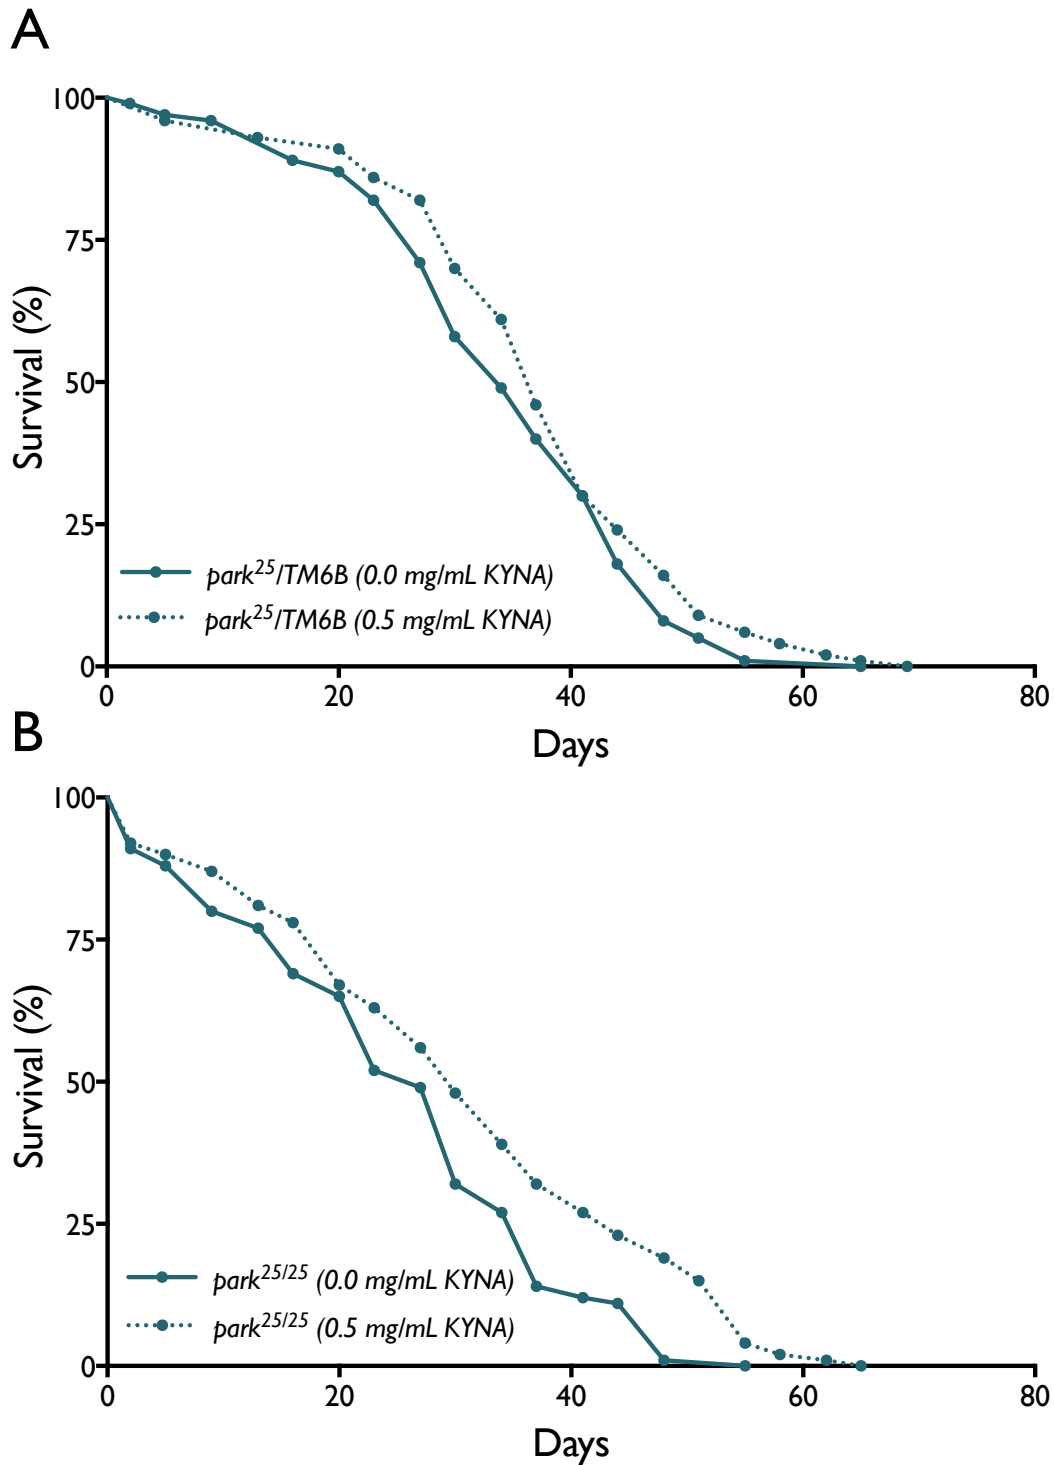 A
100
75
50
25
0
Survival (%)
park²⁵/TM6B (0.0 mg/mL KYNA)
park²⁵/TM6B (0.5 mg/mL KYNA)
0 20 40 60 80
Days
B
100
75
50
25
0
Survival (%)
park²⁵/²⁵ (0.0 mg/mL KYNA)
park²⁵/²⁵ (0.5 mg/mL KYNA)
0 20 40 60 80
Days